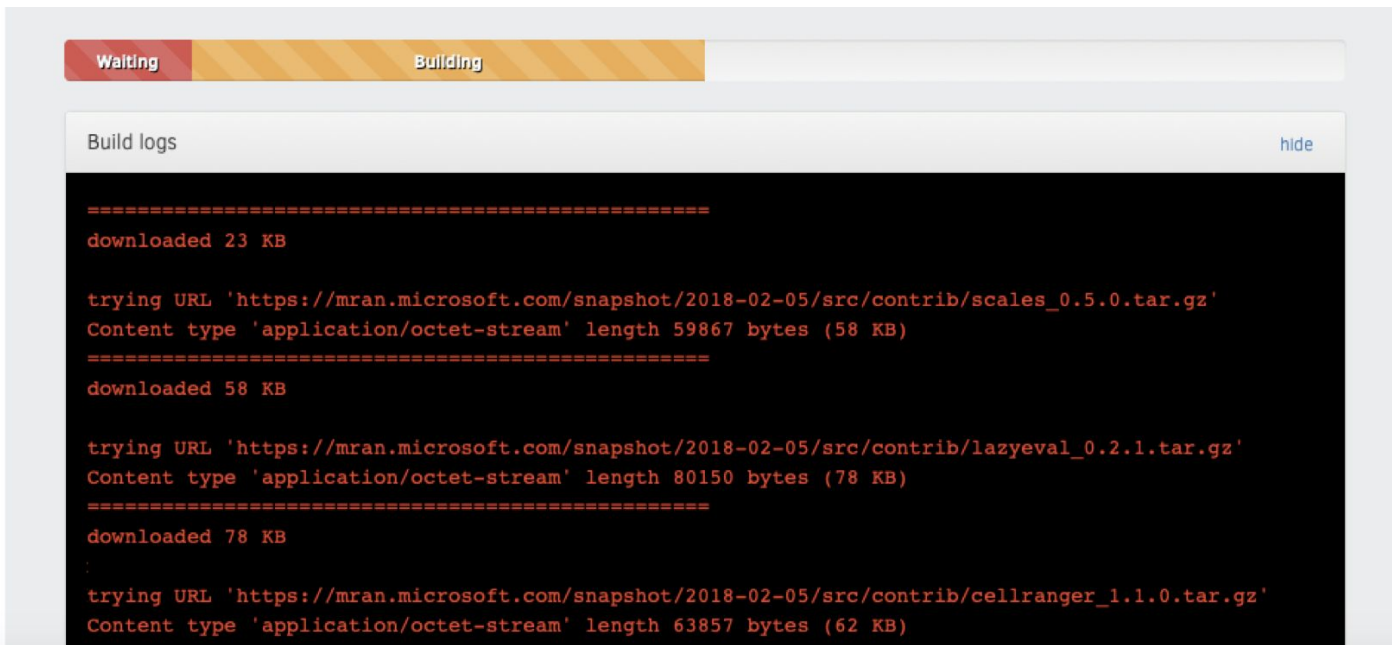 Waiting
Building
Build logs
hide
==================================================
downloaded 23 KB
trying URL 'https://mran.microsoft.com/snapshot/2018-02-05/src/contrib/scales_0.5.0.tar.gz'
Content type 'application/octet-stream' length 59867 bytes (58 KB)
==================================================
downloaded 58 KB
trying URL 'https://mran.microsoft.com/snapshot/2018-02-05/src/contrib/lazyeval_0.2.1.tar.gz'
Content type 'application/octet-stream' length 80150 bytes (78 KB)
==================================================
downloaded 78 KB
:
trying URL 'https://mran.microsoft.com/snapshot/2018-02-05/src/contrib/cellranger_1.1.0.tar.gz'
Content type 'application/octet-stream' length 63857 bytes (62 KB)